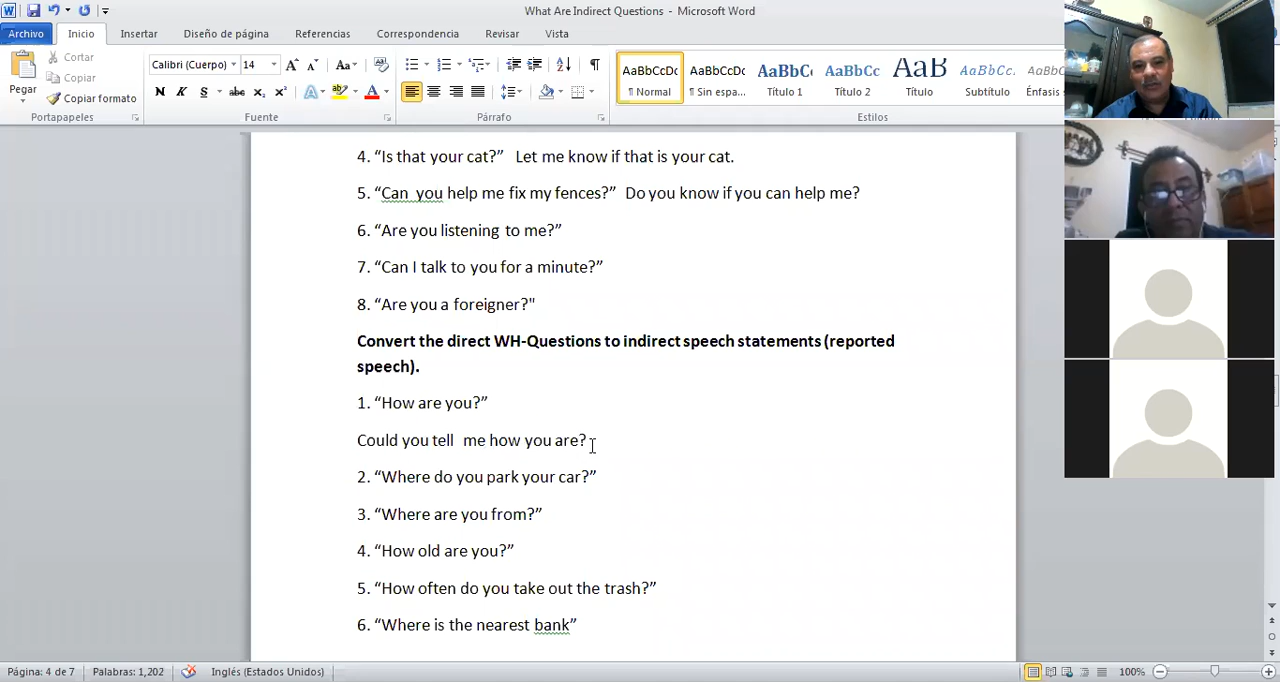 What Are Indirect Questions - Microsoft Word
Archivo Inicio Insertar Diseño de página Referencias Correspondencia Revisar Vista
Pegar
Cortar
Copiar
Copiar formato
Portapapeles
Calibri (Cuerpo) 14
Fuente
Párrafo
AaBbCcDc AaBbCcDc AaBbC AaBbCc AaB AaBbCc. AaBbCcDc
¶ Normal ¶ Sin espa... Título 1 Título 2 Título Subtítulo Énfasis
Estilos
4. “Is that your cat?” Let me know if that is your cat.
5. “Can you help me fix my fences?” Do you know if you can help me?
6. “Are you listening to me?”
7. “Can I talk to you for a minute?”
8. “Are you a foreigner?"
Convert the direct WH-Questions to indirect speech statements (reported
speech).
1. “How are you?”
Could you tell me how you are?
2. “Where do you park your car?”
3. “Where are you from?”
4. “How old are you?”
5. “How often do you take out the trash?”
6. “Where is the nearest bank”
Página: 4 de 7 Palabras: 1,202 Inglés (Estados Unidos) 100%